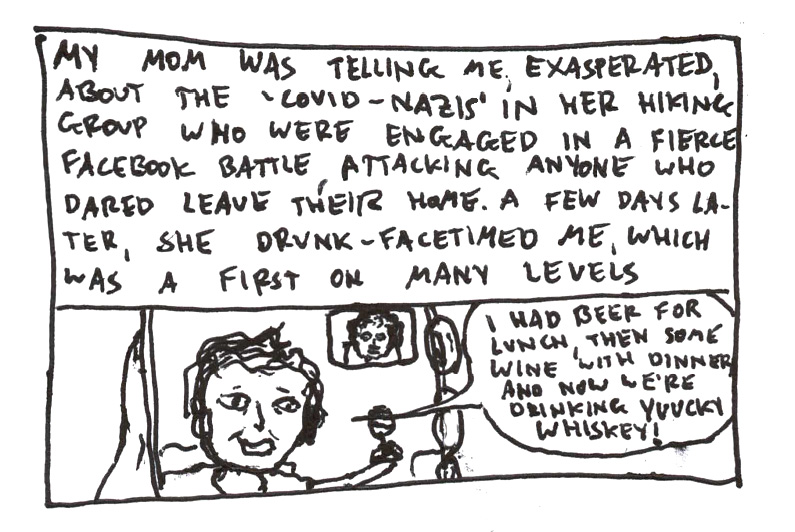 MY MOM WAS TELLING ME, EXASPERATED,
ABOUT THE 'COVID-NAZIS' IN HER HIKING
GROUP WHO WERE ENGAGED IN A FIERCE
FACEBOOK BATTLE, ATTACKING ANYONE WHO
DARED LEAVE THEIR HOME. A FEW DAYS LA-
TER, SHE DRUNK-FACETIMED ME, WHICH
WAS A FIRST ON MANY LEVELS
I HAD BEER FOR
LUNCH, THEN SOME
WINE WITH DINNER
AND NOW WE'RE
DRINKING YUUCKY
WHISKEY!